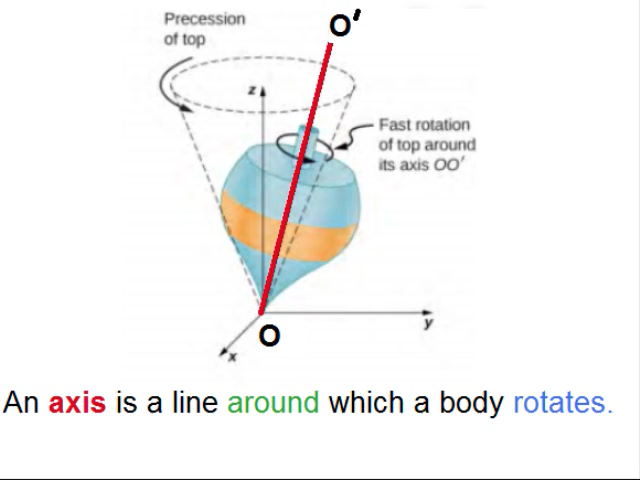 Precession
of top
O′
z
Fast rotation
of top around
its axis OO′
y
O
x
An axis is a line around which a body rotates.